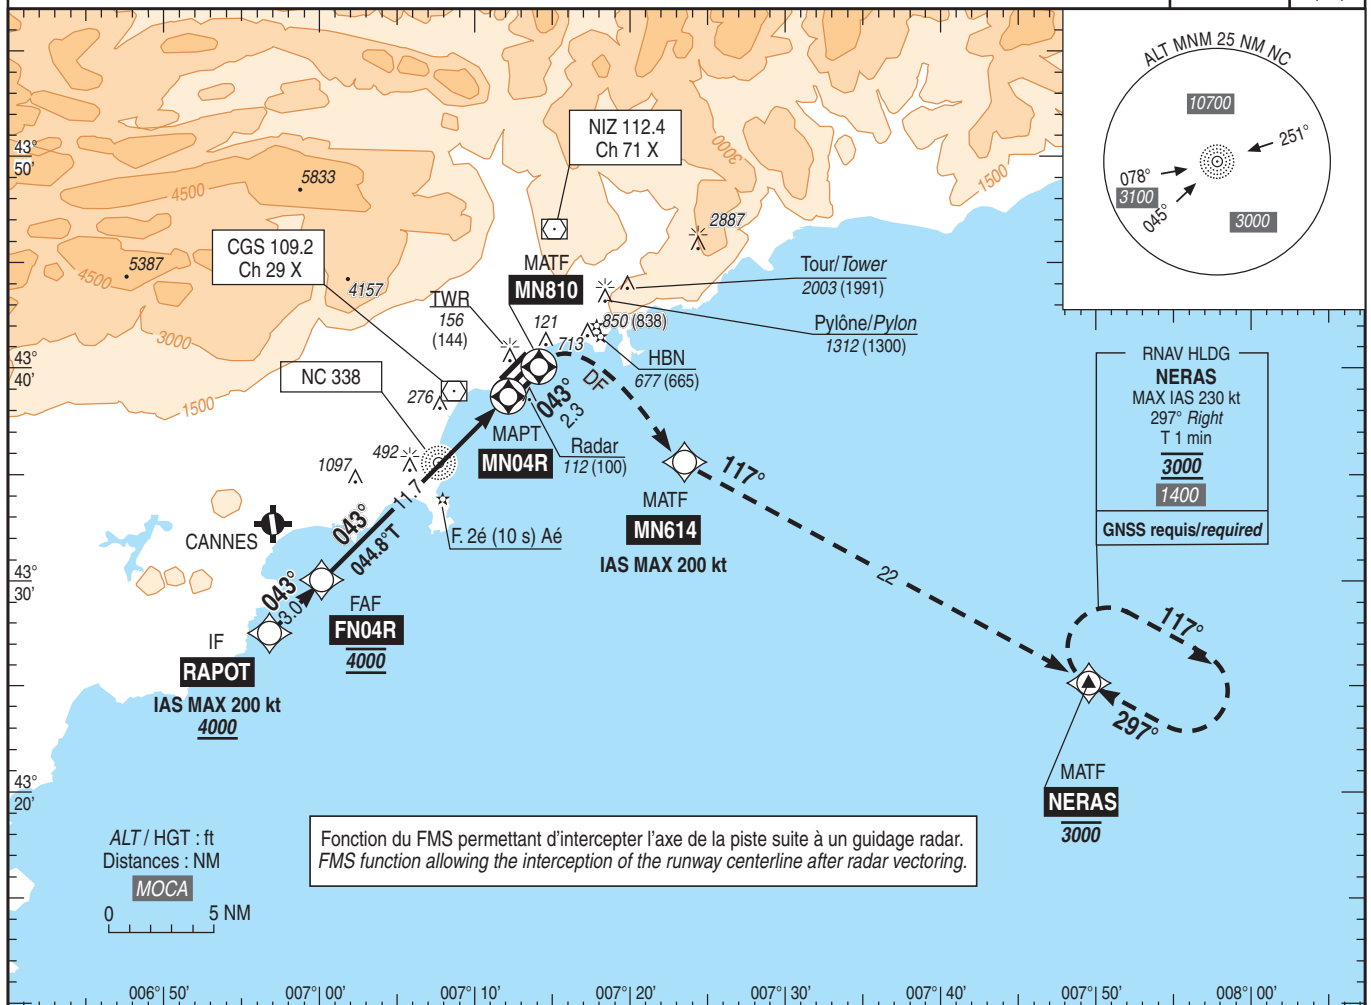 ALT MNM 25 NM NC
10700
251°
078°
3100
045°
3000
NIZ 112.4
Ch 71 X
3000
1500
43°
50'
5833
4500
2887
CGS 109.2
Ch 29 X
5387
4500
4157
MATF
MN810
Tour/Tower
2003 (1991)
TWR
156
(144)
121
713
850 (838)
Pylône/Pylon
1312 (1300)
3000
43°
40'
NC 338
HBN
677 (665)
DF
RNAV HLDG
NERAS
MAX IAS 230 kt
297° Right
T 1 min
3000
1400
GNSS requis/required
276
1500
043°
2.3
MAPT
MN04R
Radar
112 (100)
492
1097
117°
MATF
MN614
IAS MAX 200 kt
11.7
043°
044.8°T
CANNES
F. 2é (10 s) Aé
22
43°
30'
043°
3.0
FAF
FN04R
4000
117°
297°
IF
RAPOT
IAS MAX 200 kt
4000
MATF
NERAS
3000
43°
20'
ALT / HGT : ft
Distances : NM
MOCA
0 5 NM
Fonction du FMS permettant d'intercepter l'axe de la piste suite à un guidage radar.
FMS function allowing the interception of the runway centerline after radar vectoring.
006°50' 007°00' 007°10' 007°20' 007°30' 007°40' 007°50' 008°00'